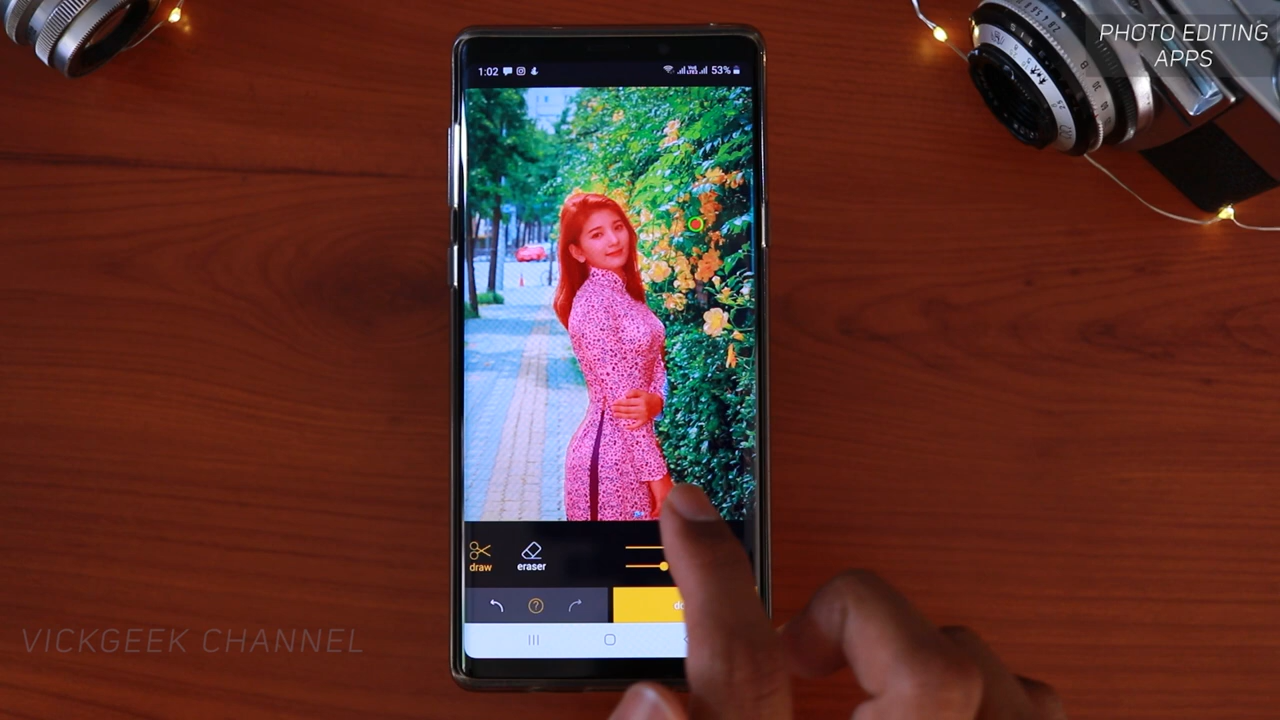 PHOTO EDITING
APPS
1:02
53%
draw
eraser
VICKGEEK CHANNEL